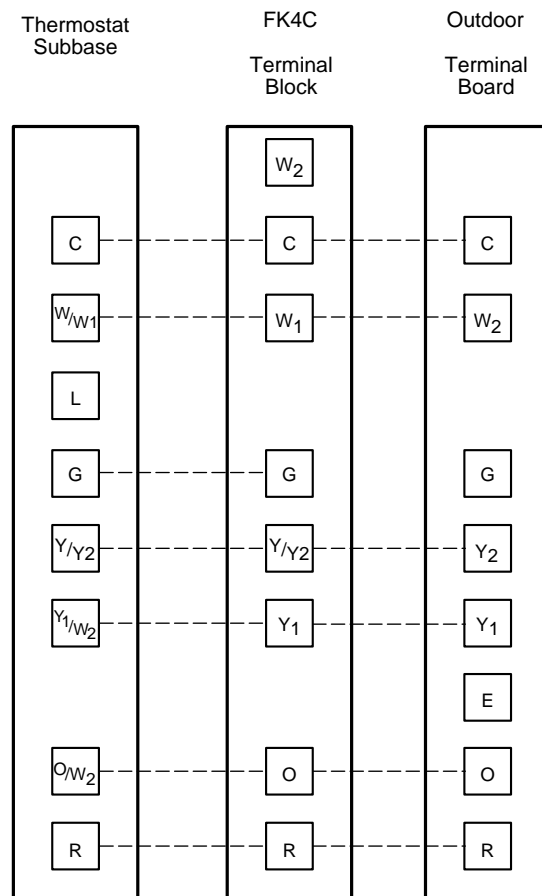 Thermostat
Subbase
FK4C
Terminal
Block
Outdoor
Terminal
Board
W2
C
C
C
W/W1
W1
W2
L
G
G
G
Y/Y2
Y/Y2
Y2
Y1/W2
Y1
Y1
E
O/W2
O
O
R
R
R